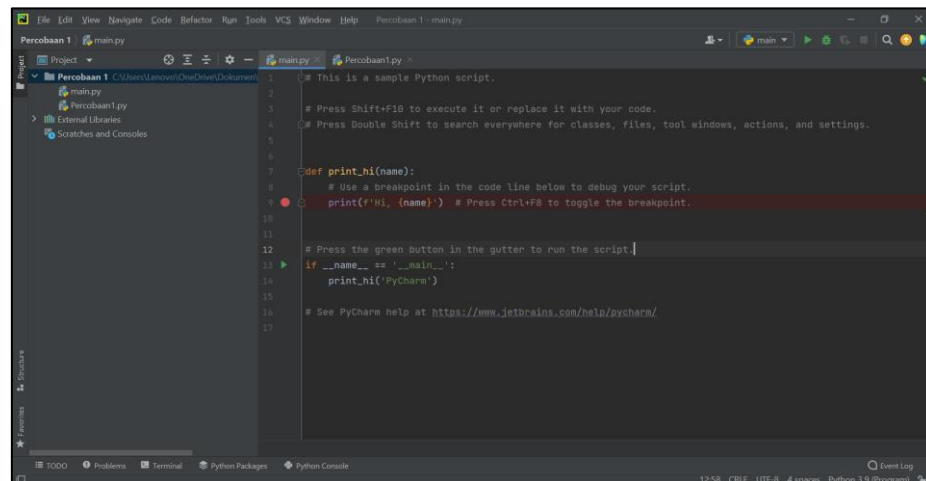 File Edit View Navigate Code Refactor Run Tools VCS Window Help Percobaan 1 - main.py
Percobaan 1 main.py main
Project main.py Percobaan1.py
Project
Percobaan 1 C:\Users\Lenovo\OneDrive\Dokumen\
main.py
Percobaan1.py
External Libraries
Scratches and Consoles
1 # This is a sample Python script.
2
3 # Press Shift+F10 to execute it or replace it with your code.
4 # Press Double Shift to search everywhere for classes, files, tool windows, actions, and settings.
5
6
7 def print_hi(name):
8 # Use a breakpoint in the code line below to debug your script.
9 print(f'Hi, {name}') # Press Ctrl+F8 to toggle the breakpoint.
10
11
12 # Press the green button in the gutter to run the script.
13 if __name__ == '__main__':
14 print_hi('PyCharm')
15
16 # See PyCharm help at https://www.jetbrains.com/help/pycharm/
17
Structure
Favorites
TODO Problems Terminal Python Packages Python Console Event Log
12:58 CRLF UTF-8 4 spaces Python 3.9 (Program)